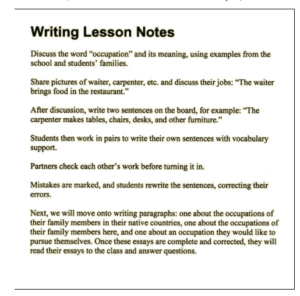 Writing Lesson Notes
Discuss the word “occupation” and its meaning, using examples from the
school and students’ families.
Share pictures of waiter, carpenter, etc. and discuss their jobs: “The waiter
brings food in the restaurant.”
After discussion, write two sentences on the board, for example: “The
carpenter makes tables, chairs, desks, and other furniture.”
Students then work in pairs to write their own sentences with vocabulary
support.
Partners check each other’s work before turning it in.
Mistakes are marked, and students rewrite the sentences, correcting their
errors.
Next, we will move onto writing paragraphs: one about the occupations of
their family members in their native countries, one about the occupations of
their family members here, and one about an occupation they would like to
pursue themselves. Once these essays are complete and corrected, they will
read their essays to the class and answer questions.